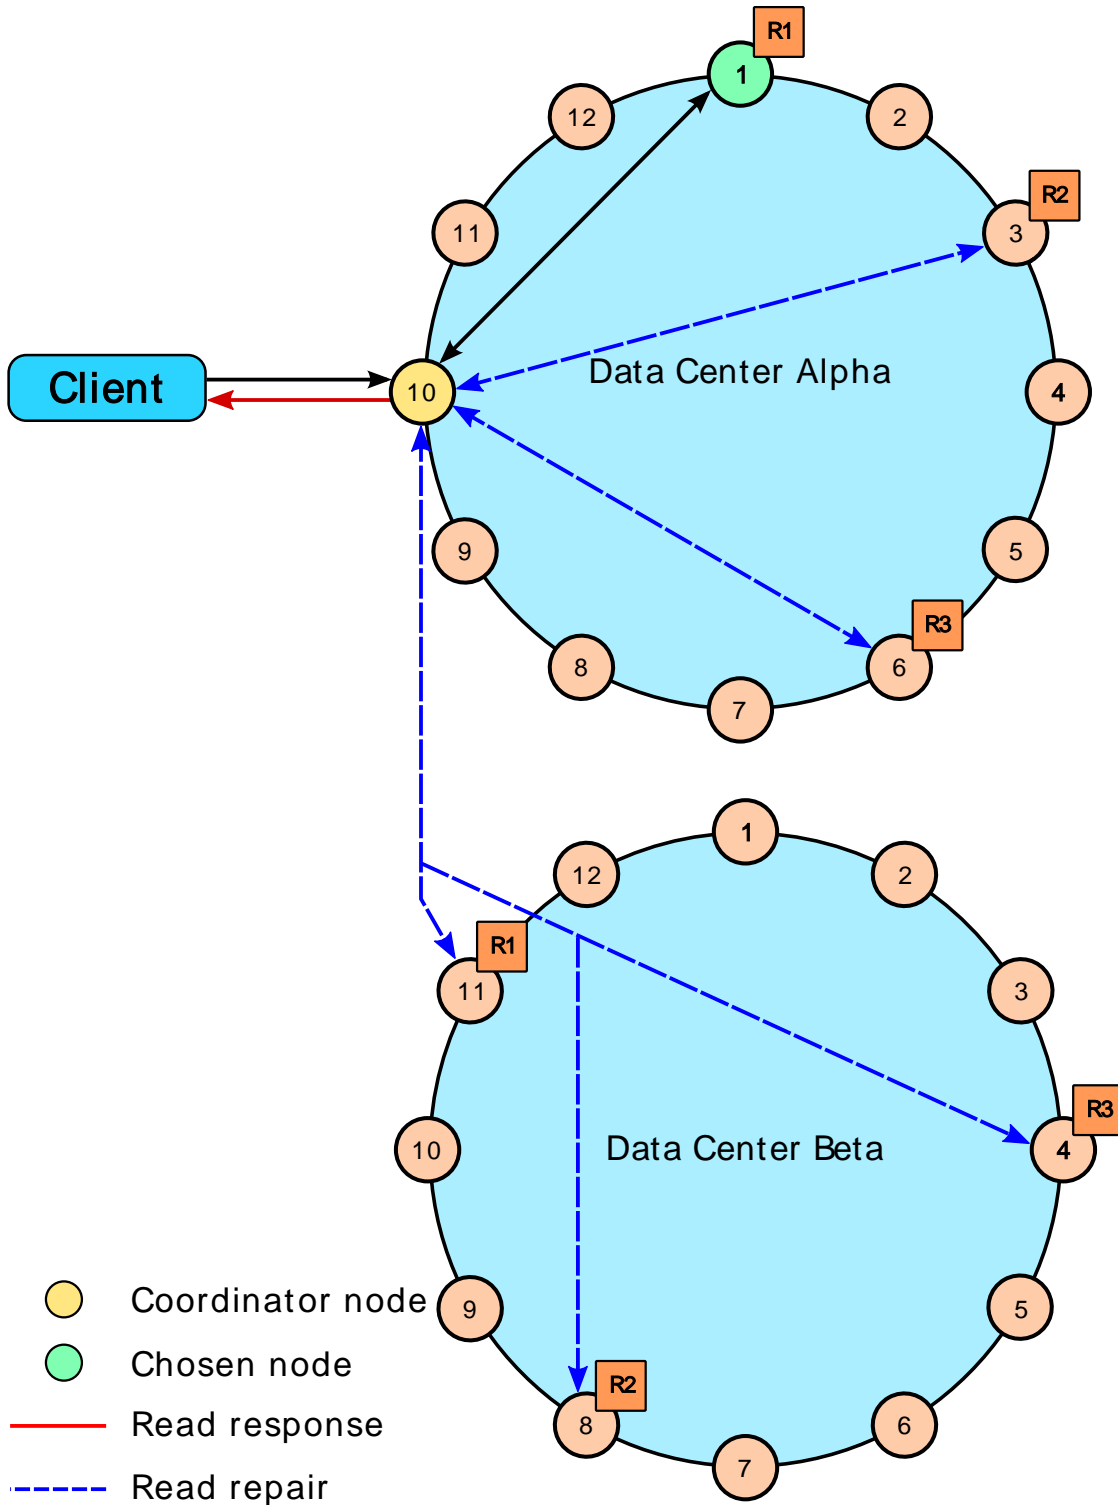 R1
1
12
2
R2
11
3
Client
10
Data Center Alpha
4
9
5
R3
8
6
7
1
12
2
R1
11
3
R3
10
Data Center Beta
4
Coordinator node
9
5
Chosen node
R2
Read response
8
6
7
Read repair